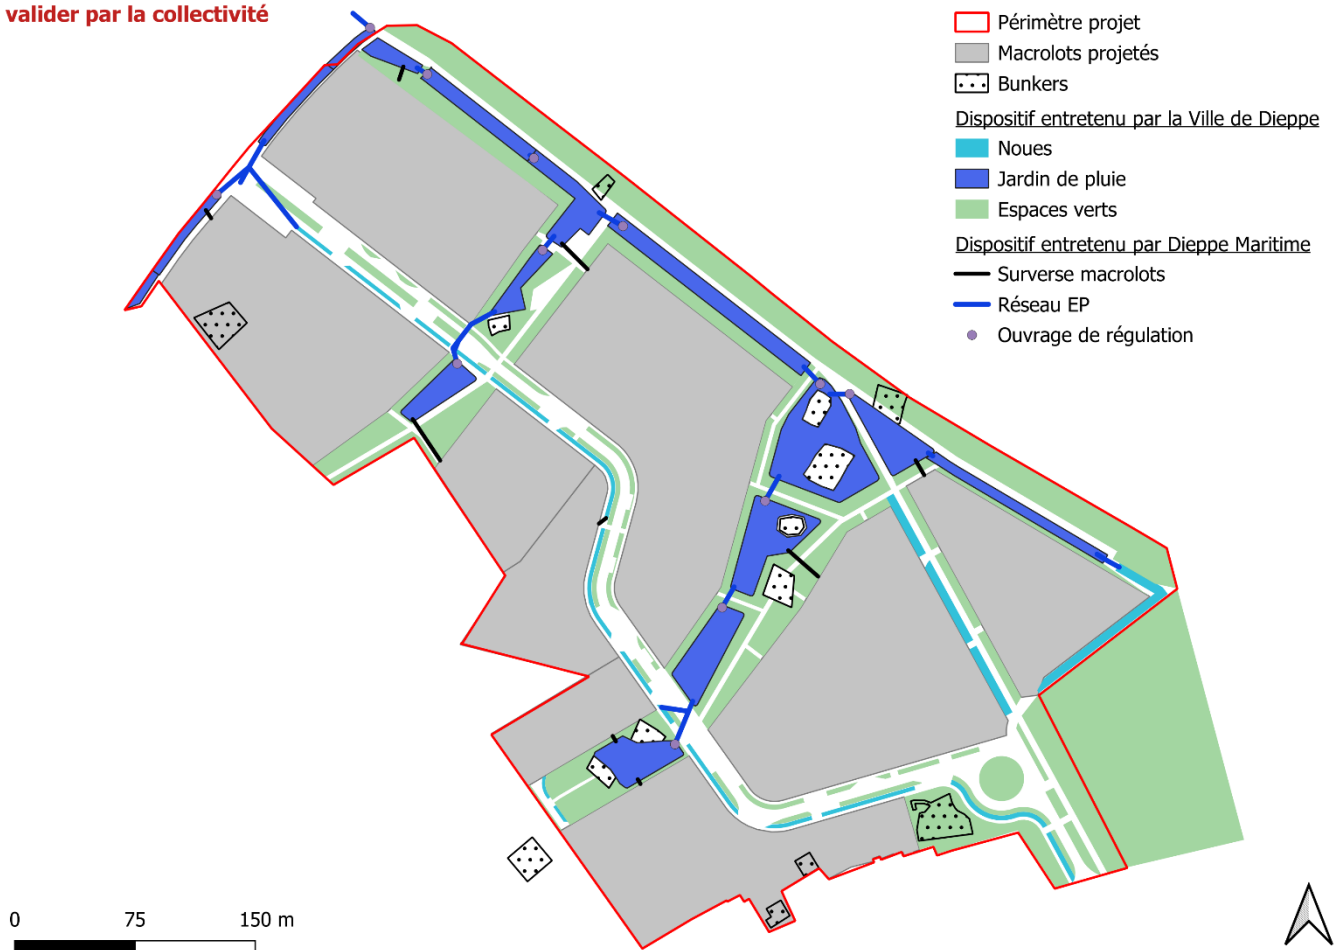 valider par la collectivité
Périmètre projet
Macrolots projetés
Bunkers
Dispositif entretenu par la Ville de Dieppe
Noues
Jardin de pluie
Espaces verts
Dispositif entretenu par Dieppe Maritime
Surverse macrolots
Réseau EP
Ouvrage de régulation
0 75 150 m